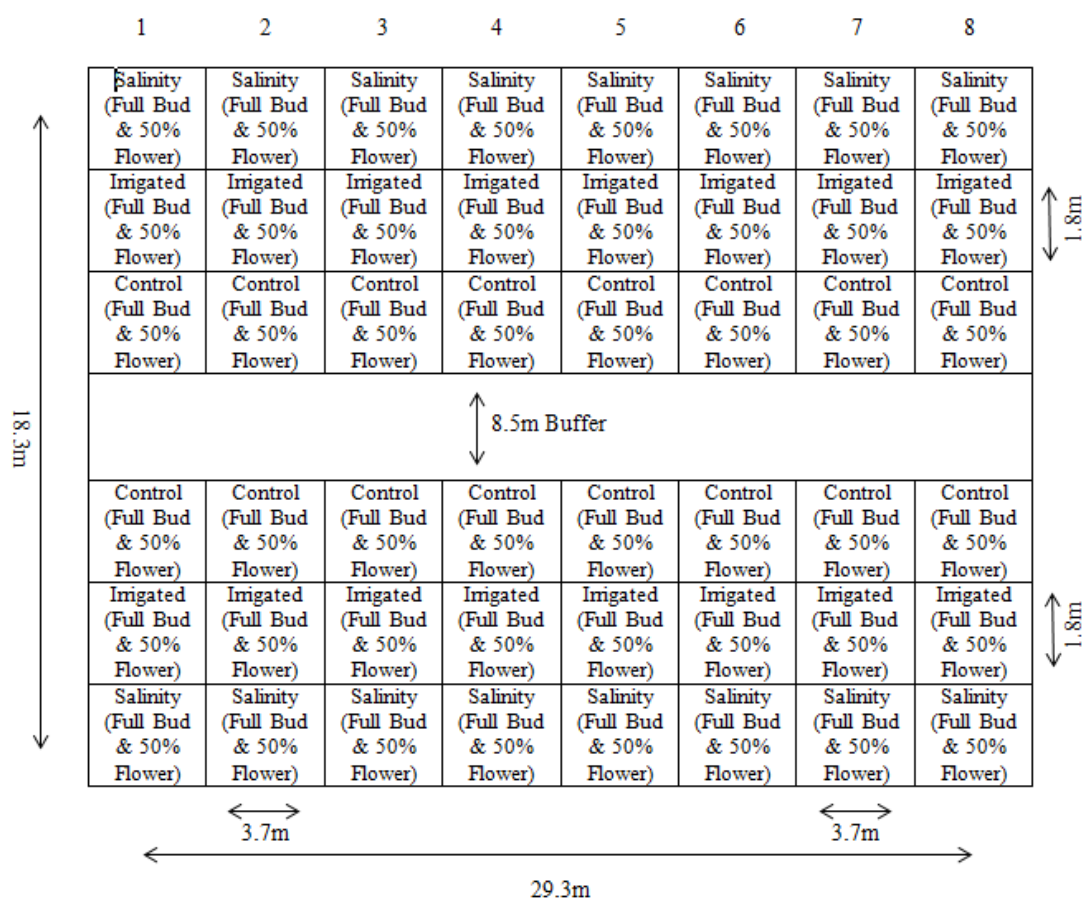 1 2 3 4 5 6 7 8
Salinity Salinity Salinity Salinity Salinity Salinity Salinity Salinity
(Full Bud (Full Bud (Full Bud (Full Bud (Full Bud (Full Bud (Full Bud (Full Bud
& 50% & 50% & 50% & 50% & 50% & 50% & 50% & 50%
Flower) Flower) Flower) Flower) Flower) Flower) Flower) Flower)
Irrigated Irrigated Irrigated Irrigated Irrigated Irrigated Irrigated Irrigated
(Full Bud (Full Bud (Full Bud (Full Bud (Full Bud (Full Bud (Full Bud (Full Bud
& 50% & 50% & 50% & 50% & 50% & 50% & 50% & 50%
Flower) Flower) Flower) Flower) Flower) Flower) Flower) Flower)
1.8m
Control Control Control Control Control Control Control Control
(Full Bud (Full Bud (Full Bud (Full Bud (Full Bud (Full Bud (Full Bud (Full Bud
& 50% & 50% & 50% & 50% & 50% & 50% & 50% & 50%
Flower) Flower) Flower) Flower) Flower) Flower) Flower) Flower)
18.3m
8.5m Buffer
Control Control Control Control Control Control Control Control
(Full Bud (Full Bud (Full Bud (Full Bud (Full Bud (Full Bud (Full Bud (Full Bud
& 50% & 50% & 50% & 50% & 50% & 50% & 50% & 50%
Flower) Flower) Flower) Flower) Flower) Flower) Flower) Flower)
Irrigated Irrigated Irrigated Irrigated Irrigated Irrigated Irrigated Irrigated
(Full Bud (Full Bud (Full Bud (Full Bud (Full Bud (Full Bud (Full Bud (Full Bud
& 50% & 50% & 50% & 50% & 50% & 50% & 50% & 50%
Flower) Flower) Flower) Flower) Flower) Flower) Flower) Flower)
1.8m
Salinity Salinity Salinity Salinity Salinity Salinity Salinity Salinity
(Full Bud (Full Bud (Full Bud (Full Bud (Full Bud (Full Bud (Full Bud (Full Bud
& 50% & 50% & 50% & 50% & 50% & 50% & 50% & 50%
Flower) Flower) Flower) Flower) Flower) Flower) Flower) Flower)
3.7m 3.7m
29.3m